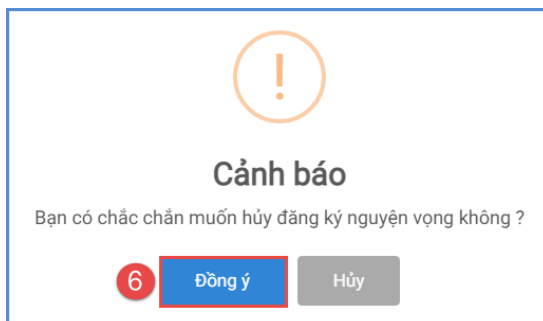 !
Cảnh báo
Bạn có chắc chắn muốn hủy đăng ký nguyện vọng không ?
6 Đồng ý Hủy